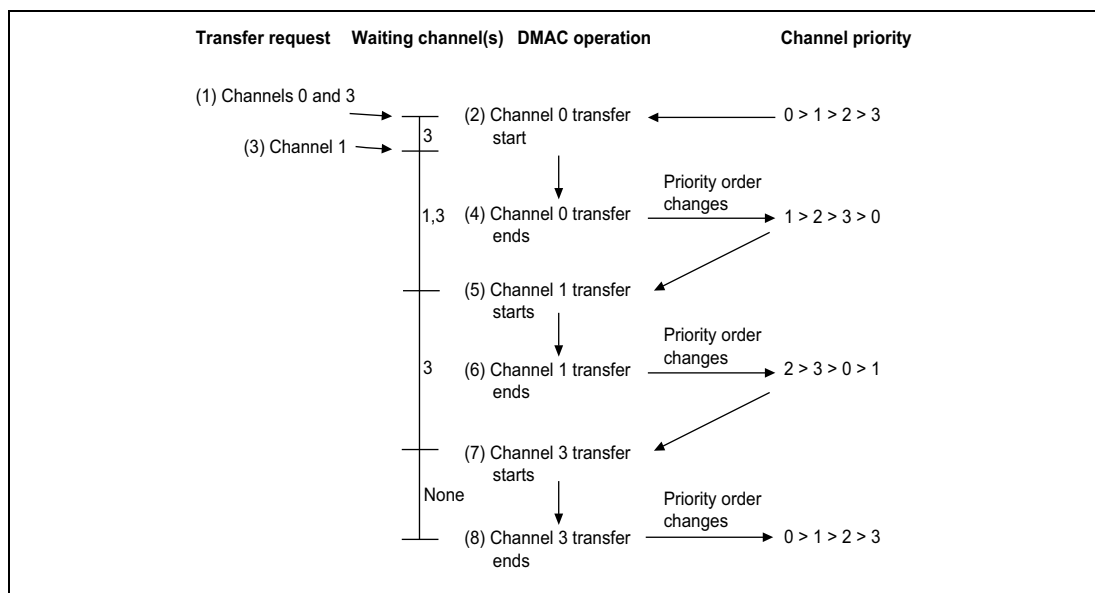 Transfer request Waiting channel(s) DMAC operation Channel priority
(1) Channels 0 and 3
(2) Channel 0 transfer
start
0 > 1 > 2 > 3
3
(3) Channel 1
Priority order
changes
1,3
(4) Channel 0 transfer
ends
1 > 2 > 3 > 0
(5) Channel 1 transfer
starts
Priority order
changes
3
(6) Channel 1 transfer
ends
2 > 3 > 0 > 1
(7) Channel 3 transfer
starts
None
Priority order
changes
(8) Channel 3 transfer
ends
0 > 1 > 2 > 3